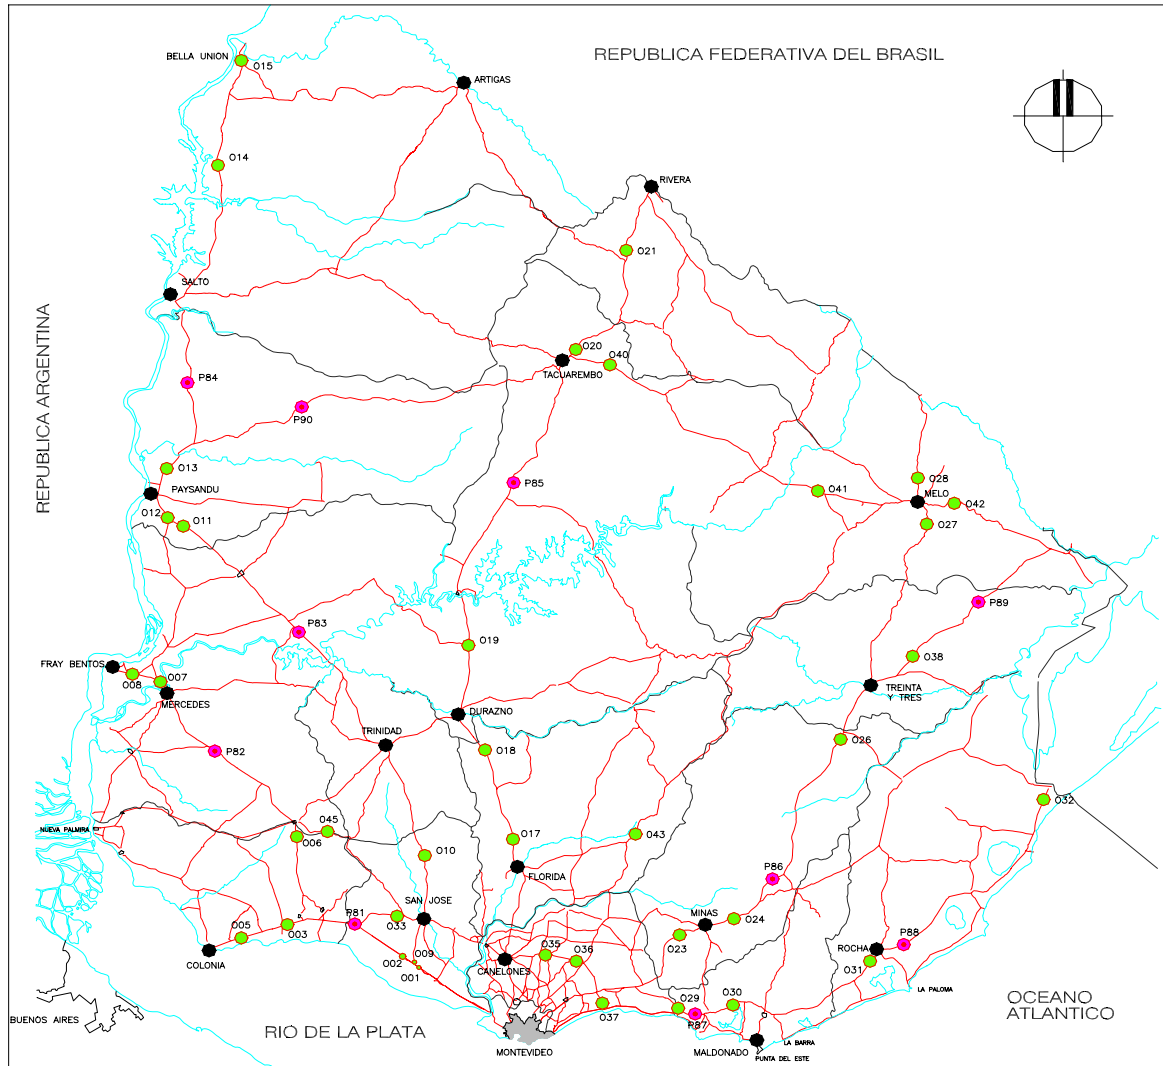 REPUBLICA FEDERATIVA DEL BRASIL
BELLA UNION
O15
ARTIGAS
O14
RIVERA
O21
SALTO
REPUBLICA ARGENTINA
O20
O40
TACUAREMBO
P84
P90
O13
PAYSANDU
P85
O41
O28
MELO
O42
O12
O11
O27
P89
P83
O19
O38
FRAY BENTOS
O07
O08
MERCEDES
TREINTA
Y TRES
DURAZNO
TRINIDAD
P82
O18
O26
O32
NUEVA PALMIRA
O45
O06
O17
O43
O10
FLORIDA
P86
SAN JOSE
P81
O33
O05
O03
MINAS
O24
O23
P88
ROCHA
COLONIA
O02
O09
O01
O35
O36
CANELONES
O31
LA PALOMA
O30
O29
P87
O37
OCEANO
ATLANTICO
BUENOS AIRES
RIO DE LA PLATA
MONTEVIDEO
MALDONADO
LA BARRA
PUNTA DEL ESTE